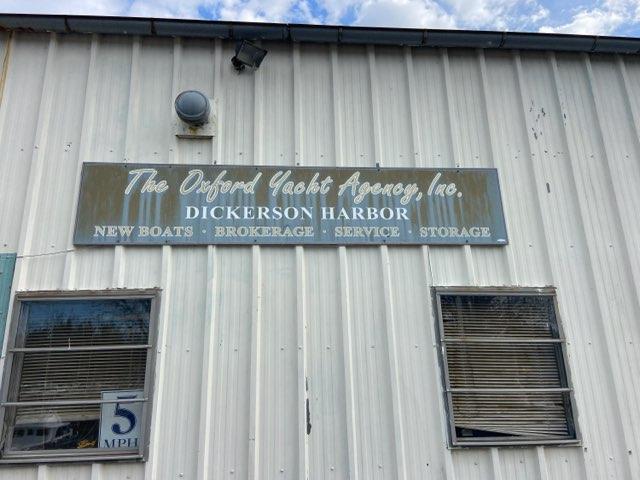 The Oxford Yacht Agency, Inc.
DICKERSON HARBOR
NEW BOATS · BROKERAGE · SERVICE · STORAGE
5
MPH